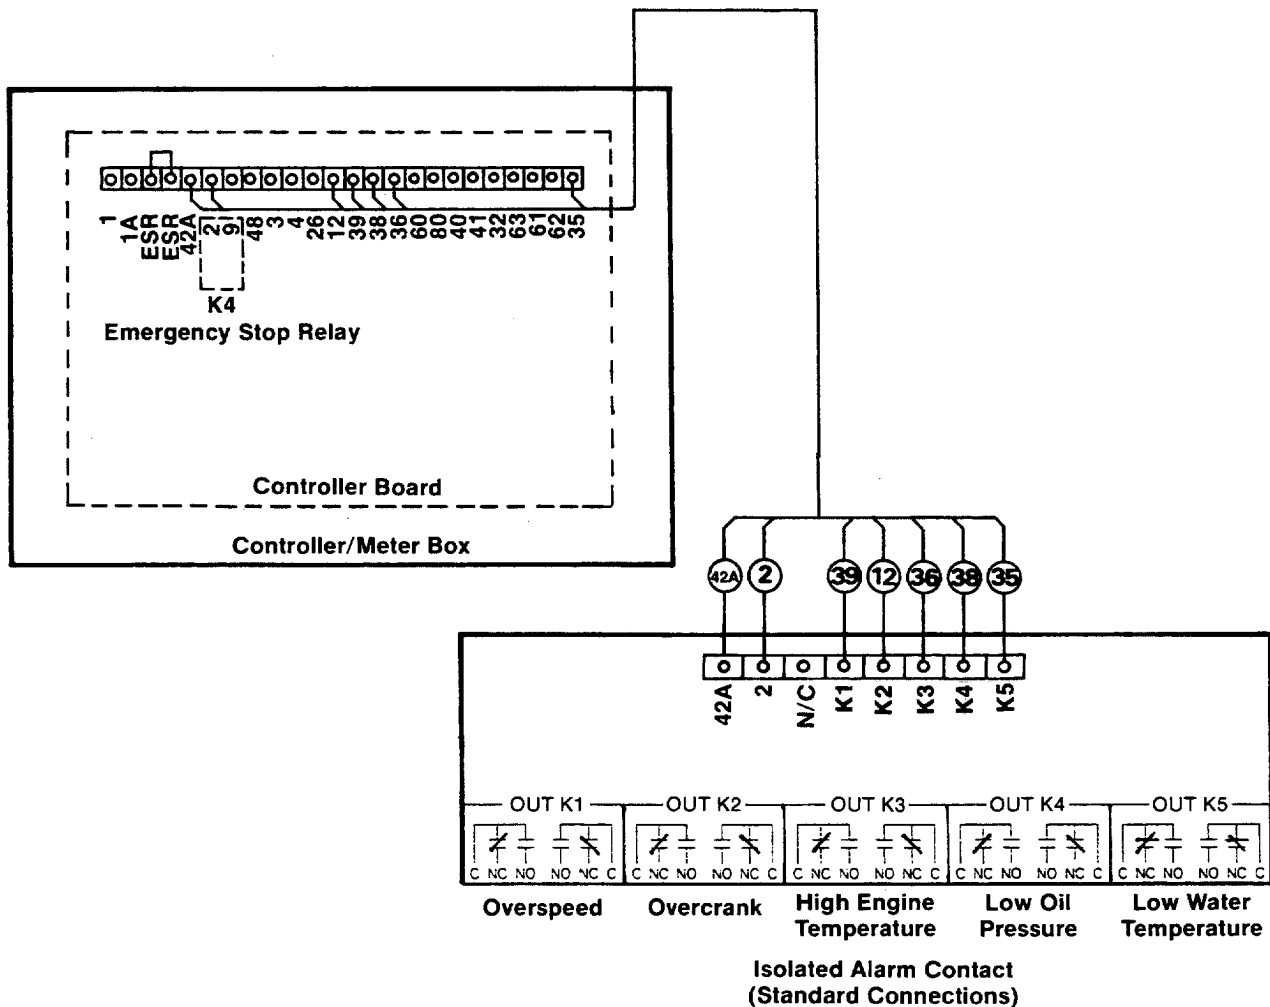 1 1A ESR ESR 42A 2 9 48 3 4 26 12 39 38 36 60 80 40 41 32 63 61 62 35
K4
Emergency Stop Relay
Controller Board
Controller/Meter Box
42A 2 39 12 36 38 35
42A 2 N/C K1 K2 K3 K4 K5
OUT K1 OUT K2 OUT K3 OUT K4 OUT K5
C NC NO NO NC C C NC NO NO NC C C NC NO NO NC C C NC NO NO NC C C NC NO NO NC C
Overspeed Overcrank High Engine Low Oil Low Water
Temperature Pressure Temperature
Isolated Alarm Contact
(Standard Connections)